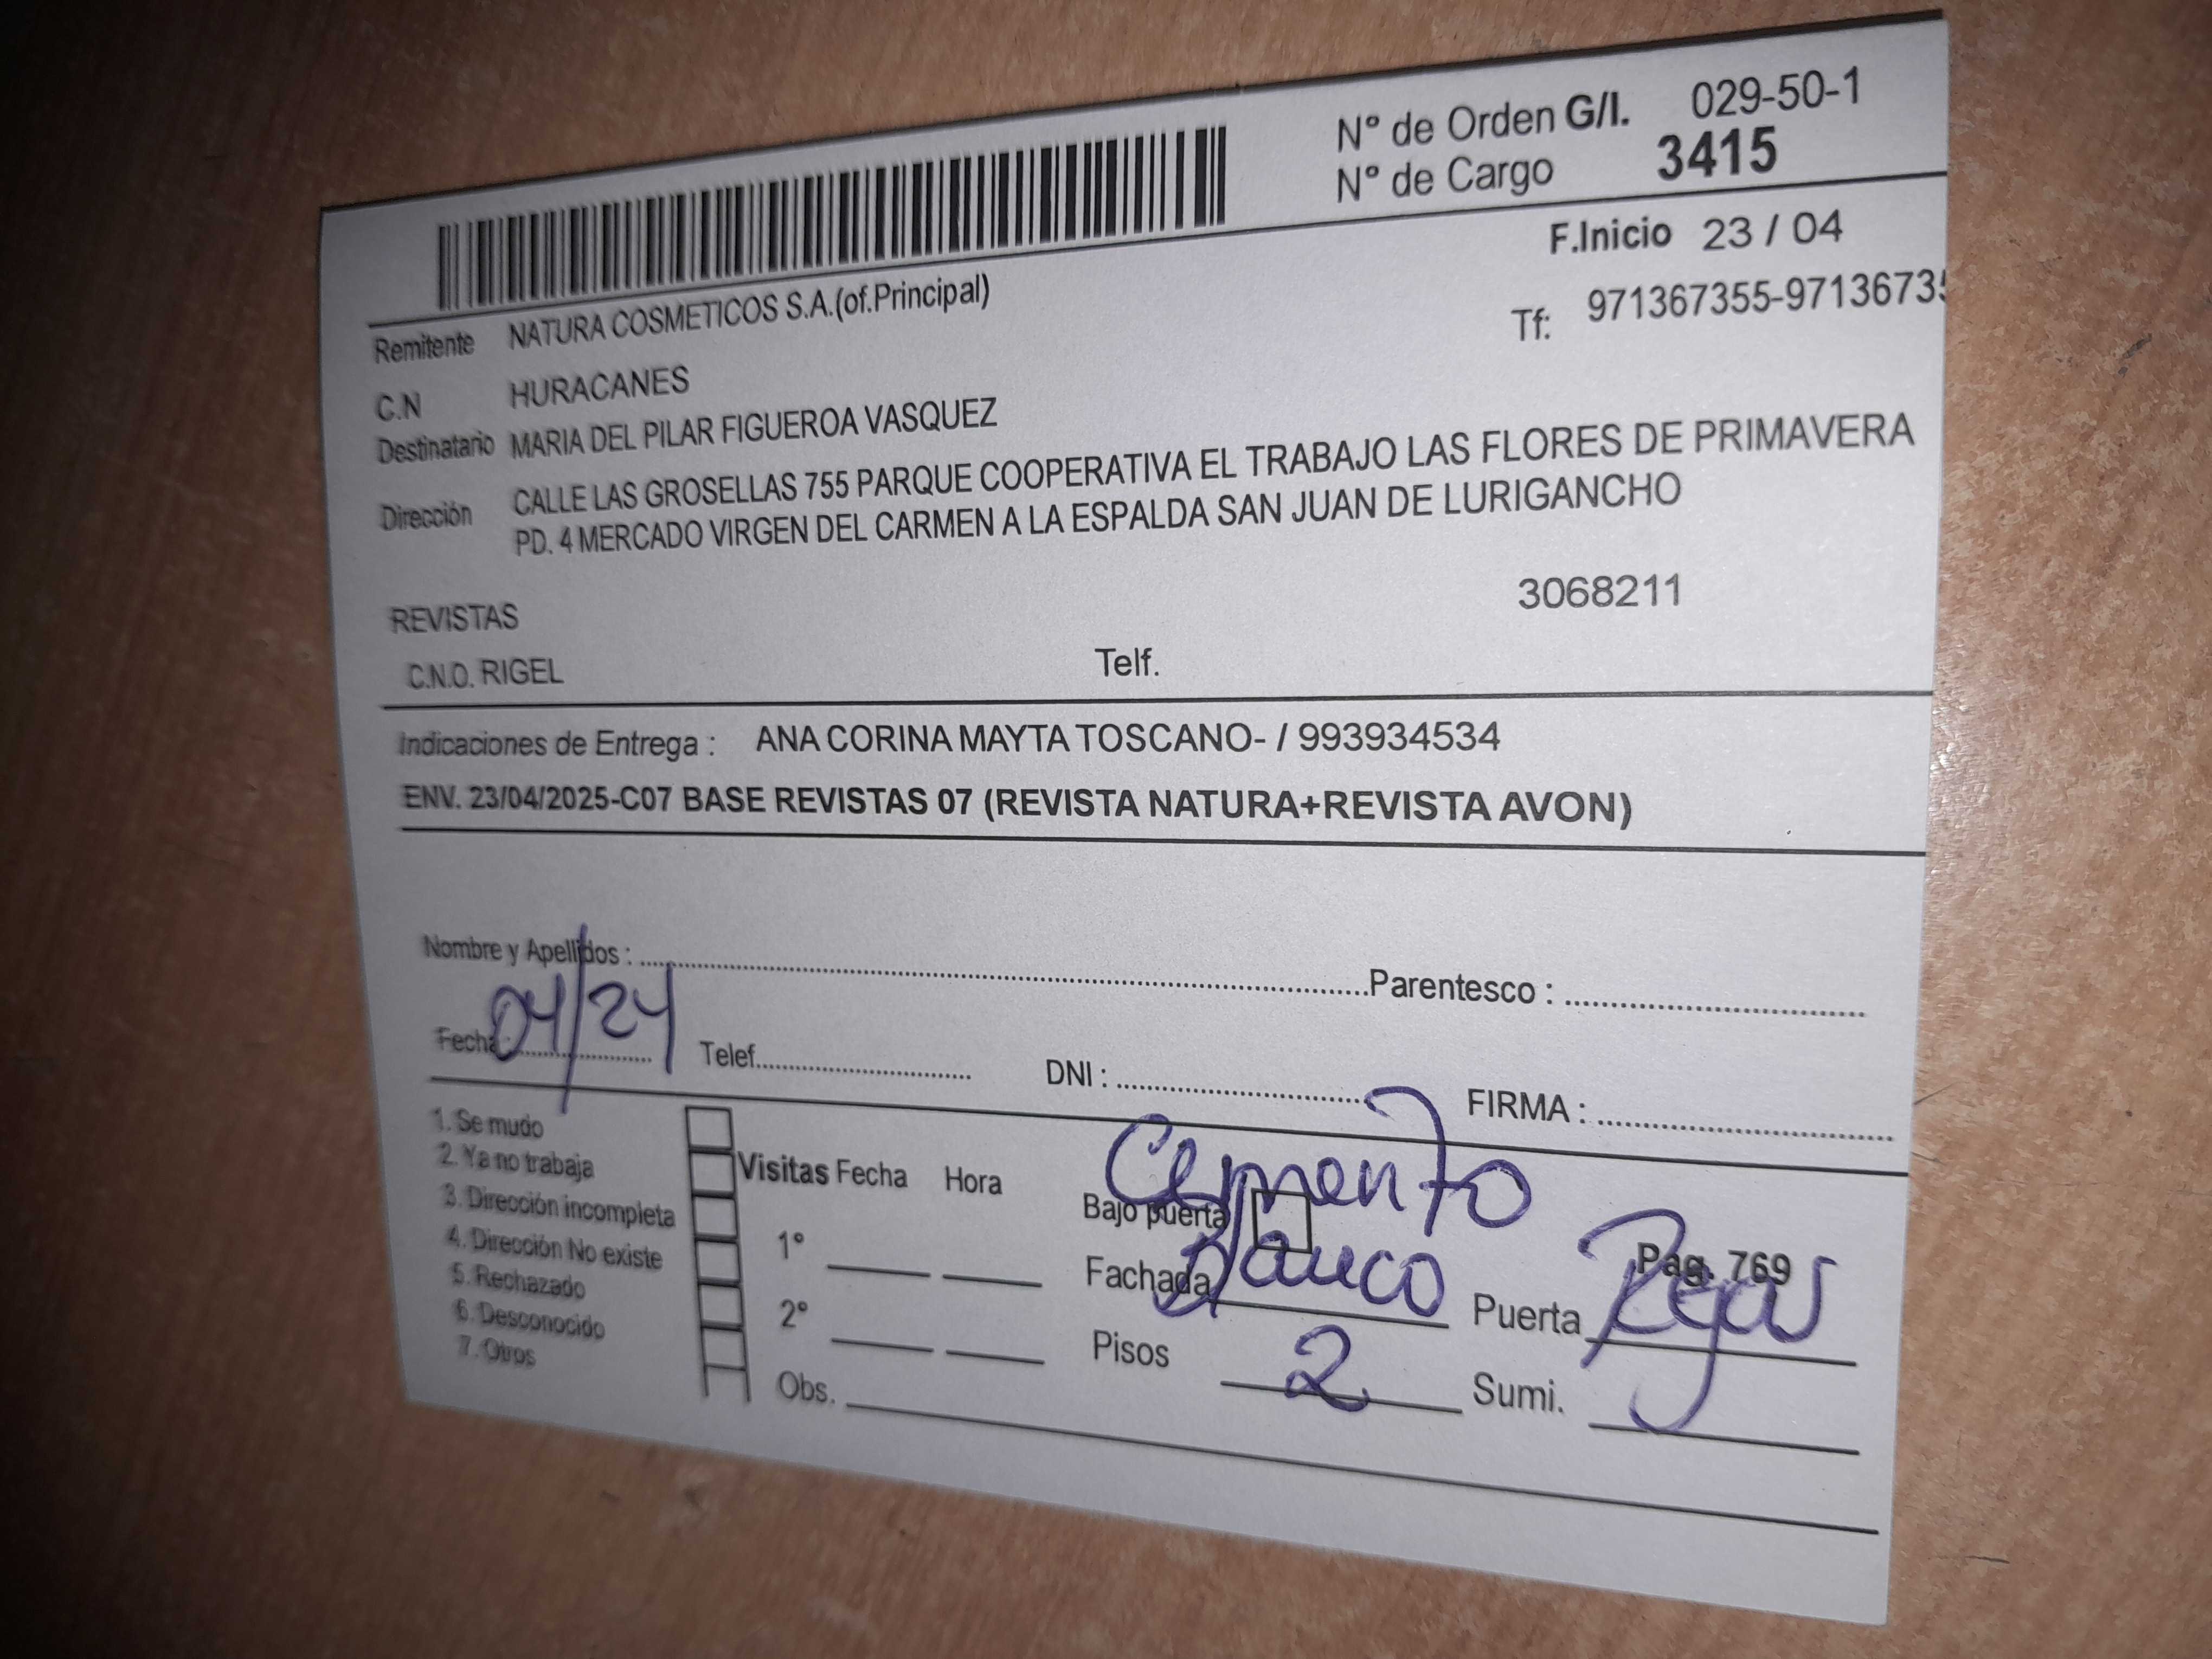 Nº de Orden G/I. 029-50-1
Nº de Cargo 3415
F.Inicio 23 / 04
Remitente NATURA COSMETICOS S.A.(of.Principal)
Tf: 971367355-97136735
C.N HURACANES
Destinatario MARIA DEL PILAR FIGUEROA VASQUEZ
Dirección CALLE LAS GROSELLAS 755 PARQUE COOPERATIVA EL TRABAJO LAS FLORES DE PRIMAVERA
PD. 4 MERCADO VIRGEN DEL CARMEN A LA ESPALDA SAN JUAN DE LURIGANCHO
3068211
REVISTAS
C.N.O. RIGEL Telf.
Indicaciones de Entrega : ANA CORINA MAYTA TOSCANO- / 993934534
ENV. 23/04/2025-C07 BASE REVISTAS 07 (REVISTA NATURA+REVISTA AVON)
Nombre y Apellidos : Parentesco :
Fecha: 04/24 Telef. DNI : FIRMA :
1. Se mudo
2. Ya no trabaja
3. Dirección incompleta
4. Dirección No existe
5. Rechazado
6. Desconocido
7. Otros
Visitas Fecha Hora
1°
2°
Obs.
Cemento
Bajo puerta
Fachada Blanco
Pag. 769
Puerta Rejas
Pisos 2
Sumi.